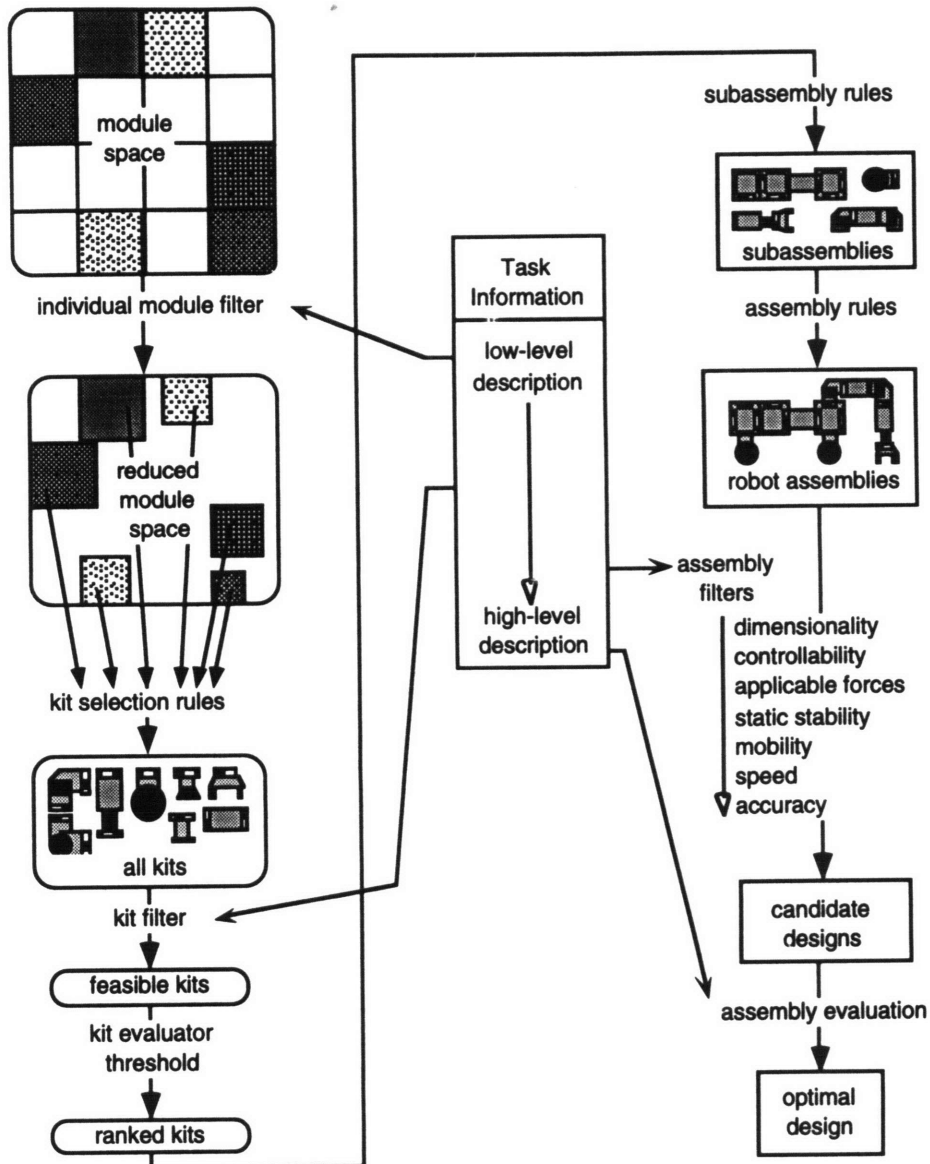 module
space
individual module filter
reduced
module
space
kit selection rules
all kits
kit filter
feasible kits
kit evaluator
threshold
ranked kits
Task
Information
low-level
description
high-level
description
subassembly rules
subassemblies
assembly rules
robot assemblies
assembly
filters
dimensionality
controllability
applicable forces
static stability
mobility
speed
accuracy
candidate
designs
assembly evaluation
optimal
design